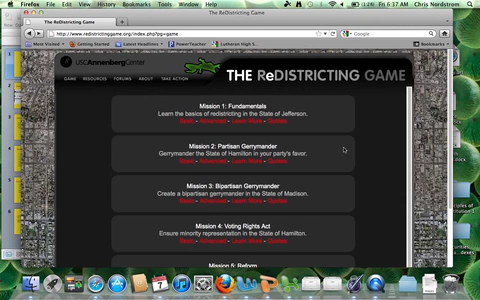 Firefox File Edit View History Bookmarks Tools Window Help (1:28) Fri 6:37 AM Chris Nordstrom
The ReDistricting Game
The ReDistricting Game
http://www.redistrictinggame.org/index.php?pg=game
Google
Most Visited Getting Started Latest Headlines PowerTeacher Lutheran High S... Bookmarks
USC Annenberg Center
THE ReDISTRICTING GAME
GAME RESOURCES FORUMS ABOUT TAKE ACTION
Mission 1: Fundamentals
Learn the basics of redistricting in the State of Jefferson.
Basic - Advanced - Learn More - Quotes
Mission 2: Partisan Gerrymander
Gerrymander the State of Hamilton in your party's favor.
Basic - Advanced - Learn More - Quotes
Mission 3: Bipartisan Gerrymander
Create a bipartisan gerrymander in the State of Madison.
Basic - Advanced - Learn More - Quotes
Mission 4: Voting Rights Act
Ensure minority representation in the State of Hamilton.
Basic - Advanced - Learn More - Quotes
Mission 5: Reform